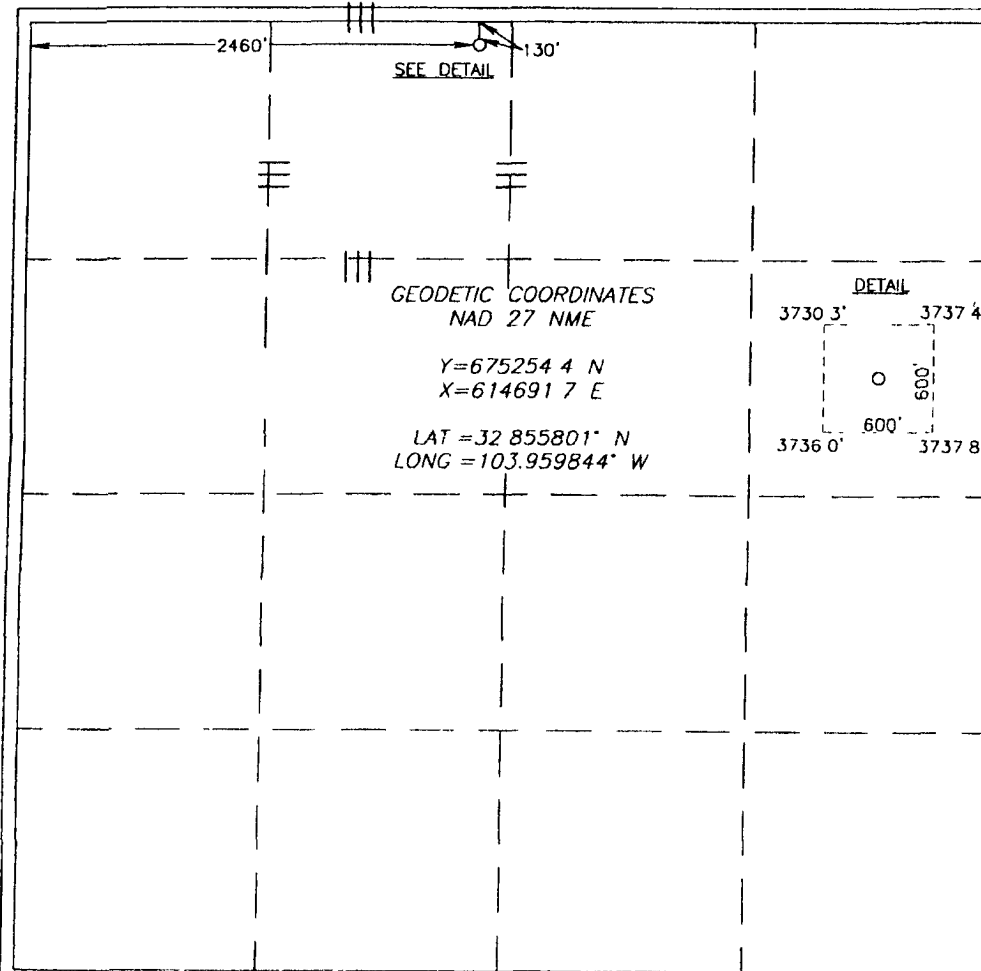 2460'
130'
SEE DETAIL
GEODETIC COORDINATES
NAD 27 NME
Y=675254 4 N
X=614691 7 E
LAT =32 855801° N
LONG =103.959844° W
DETAIL
3730 3'
3737 4
600'
600'
3736 0'
3737 8